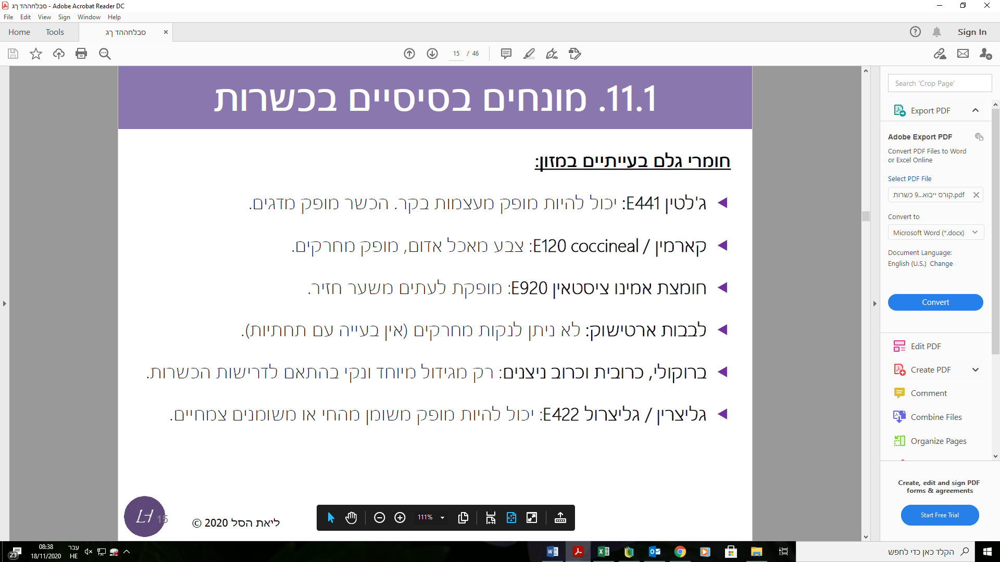 גך דהההחלבס - Adobe Acrobat Reader DC
File Edit View Sign Window Help
Home Tools גך דהההחלבס Sign In
15 / 46
11.1. מונחים בסיסיים בכשרות
חומרי גלם בעייתיים במזון:
ג'לטין E441: יכול להיות מופק מעצמות בקר. הכשר מופק מדגים.
קארמין / E120 coccineal: צבע מאכל אדום, מופק מחרקים.
חומצת אמינו ציסטאין E920: מופקת לעתים משער חזיר.
לבבות ארטישוק: לא ניתן לנקות מחרקים (אין בעייה עם תחתיות).
ברוקולי, כרובית וכרוב ניצנים: רק מגידול מיוחד ונקי בהתאם לדרישות הכשרות.
גליצרין / גליצרול E422: יכול להיות מופק משומן מהחי או משומנים צמחיים.
LH 15
ליאת הסל 2020 ©
111%
Search 'Crop Page'
Export PDF
Adobe Export PDF
Convert PDF Files to Word
or Excel Online
Select PDF File
קורס ייבוא...9 כשרות.pdf
Convert to
Microsoft Word (*.docx)
Document Language:
English (U.S.) Change
Convert
Edit PDF
Create PDF
Comment
Combine Files
Organize Pages
Create, edit and sign PDF
forms & agreements
Start Free Trial
23
08:38
18/11/2020
עבר
HE
הקלד כאן כדי לחפש